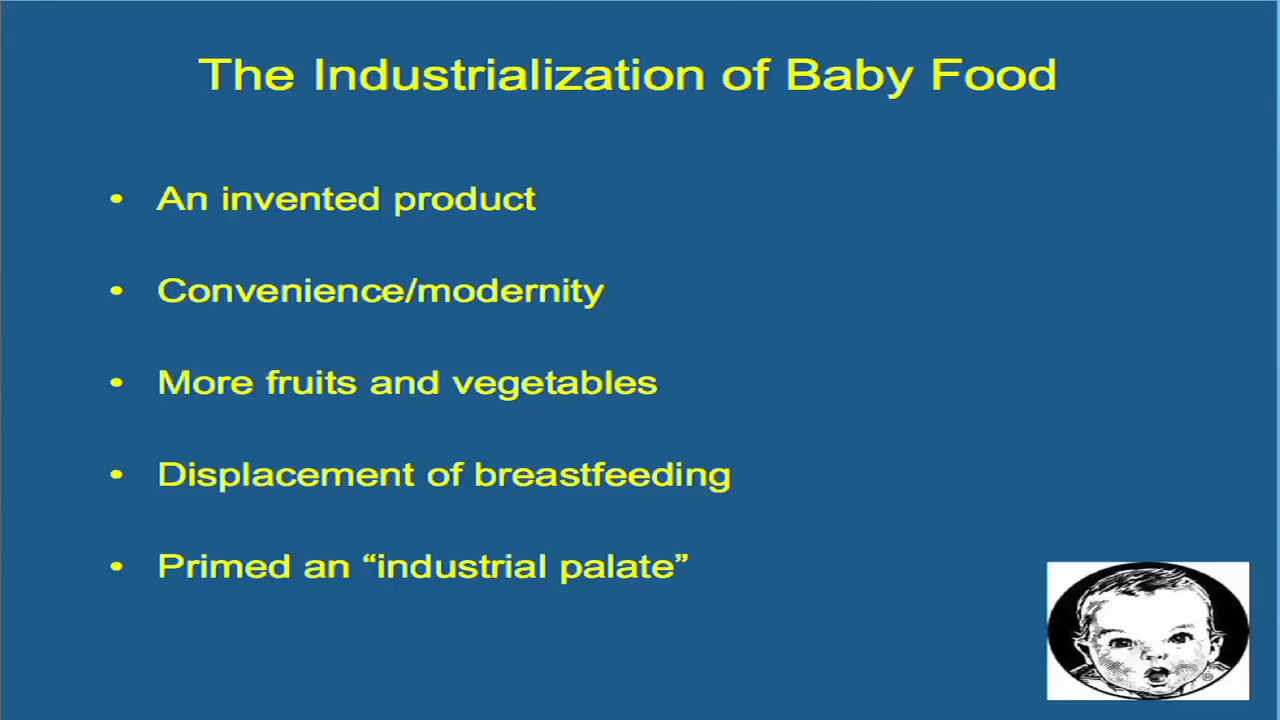 The Industrialization of Baby Food
• An invented product
• Convenience/modernity
• More fruits and vegetables
• Displacement of breastfeeding
• Primed an “industrial palate”
®